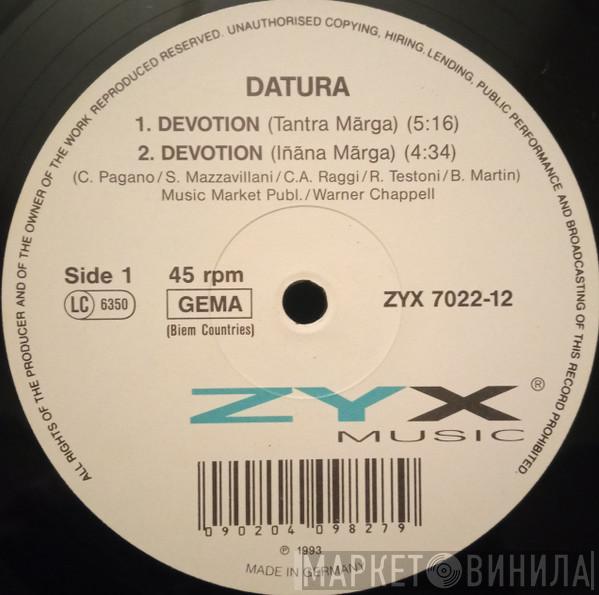 ALL RIGHTS OF THE PRODUCER AND OF THE OWNER OF THE WORK REPRODUCED RESERVED. UNAUTHORISED COPYING, HIRING, LENDING, PUBLIC PERFORMANCE AND BROADCASTING OF THIS RECORD PROHIBITED.
DATURA
1. DEVOTION (Tantra Mārga) (5:16)
2. DEVOTION (Iñāna Mārga) (4:34)
(C. Pagano/S. Mazzavillani/C.A. Raggi/R. Testoni/B. Martin)
Music Market Publ./Warner Chappell
Side 1 45 rpm
LC 6350 GEMA ZYX 7022-12
(Biem Countries)
ZYX ®
MUSIC
090204 098279
℗ 1993
MADE IN GERMANY
МАРКЕТ ВИНИЛА